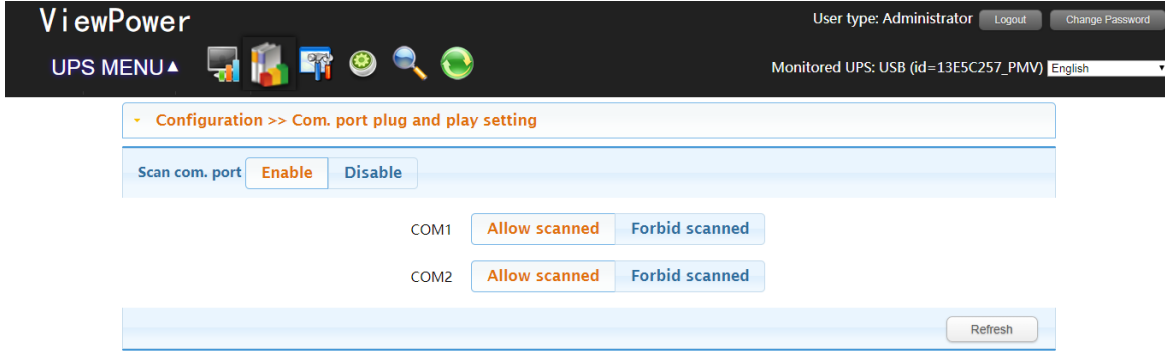 ViewPower
User type: Administrator Logout Change Password
UPS MENU▲
Monitored UPS: USB (id=13E5C257_PMV) English
Configuration >> Com. port plug and play setting
Scan com. port Enable Disable
COM1 Allow scanned Forbid scanned
COM2 Allow scanned Forbid scanned
Refresh